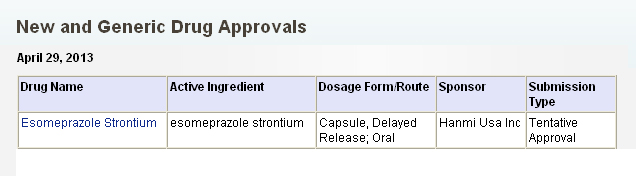 New and Generic Drug Approvals
April 29, 2013
Drug Name Active Ingredient Dosage Form/Route Sponsor Submission Type
Esomeprazole Strontium esomeprazole strontium Capsule, Delayed Release; Oral Hanmi Usa Inc Tentative Approval